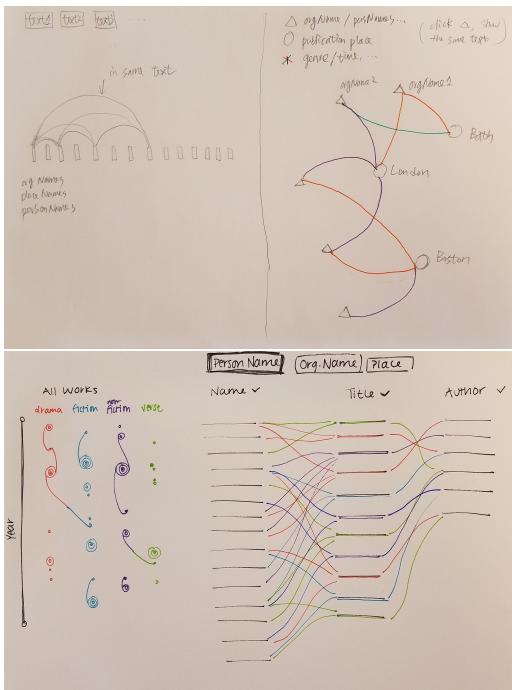 text1 text2 text3 ...
in same text
orgNames
placeNames
personNames
△ orgName / persNames...
○ publication place
* genre/time, ...
(click △, show
the same text)
orgName2
orgName1
Bath
London
Boston
Person Name Org. Name Place
All Works
drama fiction non fiction verse
Year
Name ✓ Title ✓ Author ✓